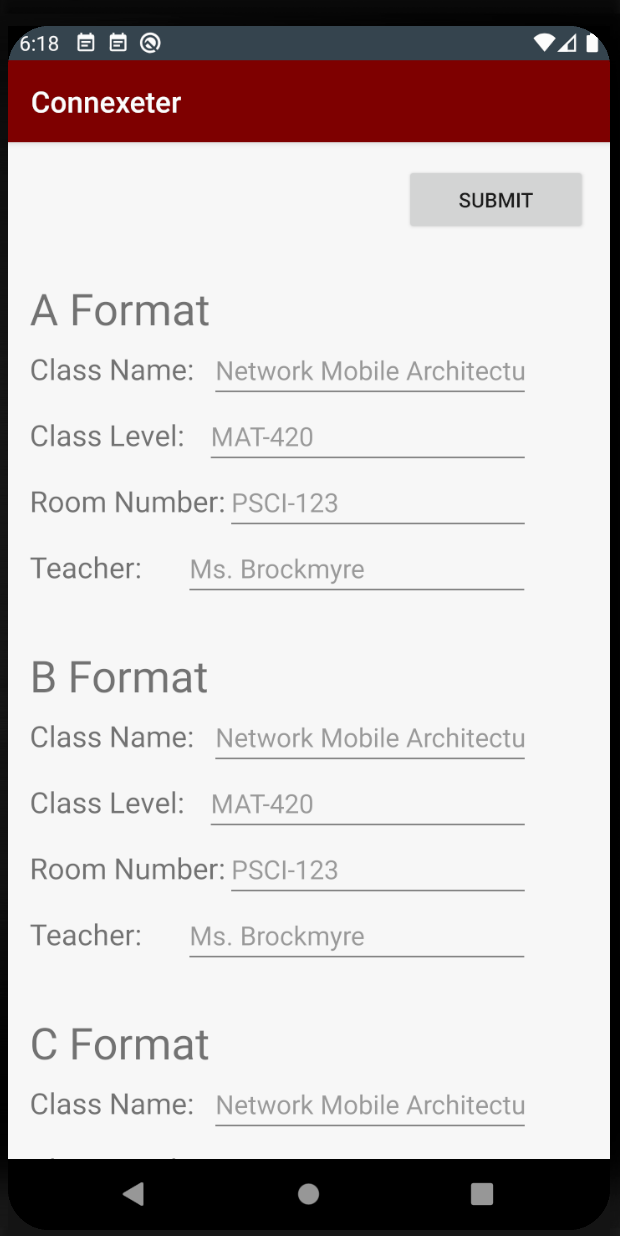 6:18
Connexeter
SUBMIT
A Format
Class Name: Network Mobile Architectu
Class Level: MAT-420
Room Number: PSCI-123
Teacher: Ms. Brockmyre
B Format
Class Name: Network Mobile Architectu
Class Level: MAT-420
Room Number: PSCI-123
Teacher: Ms. Brockmyre
C Format
Class Name: Network Mobile Architectu